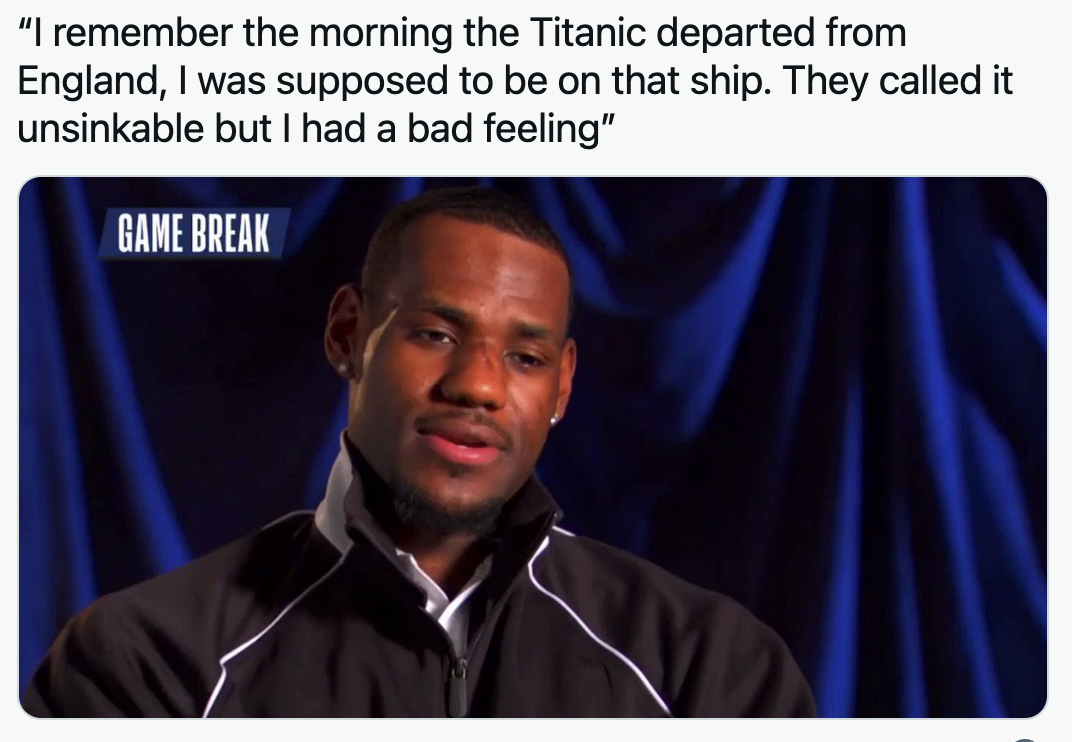 “I remember the morning the Titanic departed from
England, I was supposed to be on that ship. They called it
unsinkable but I had a bad feeling”
GAME BREAK